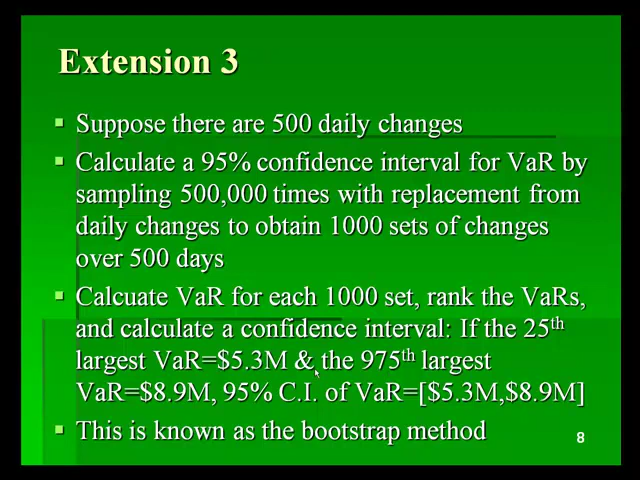 Extension 3
Suppose there are 500 daily changes
Calculate a 95% confidence interval for VaR by
sampling 500,000 times with replacement from
daily changes to obtain 1000 sets of changes
over 500 days
Calcuate VaR for each 1000 set, rank the VaRs,
and calculate a confidence interval: If the 25th
largest VaR=$5.3M & the 975th largest
VaR=$8.9M, 95% C.I. of VaR=[$5.3M,$8.9M]
This is known as the bootstrap method
8